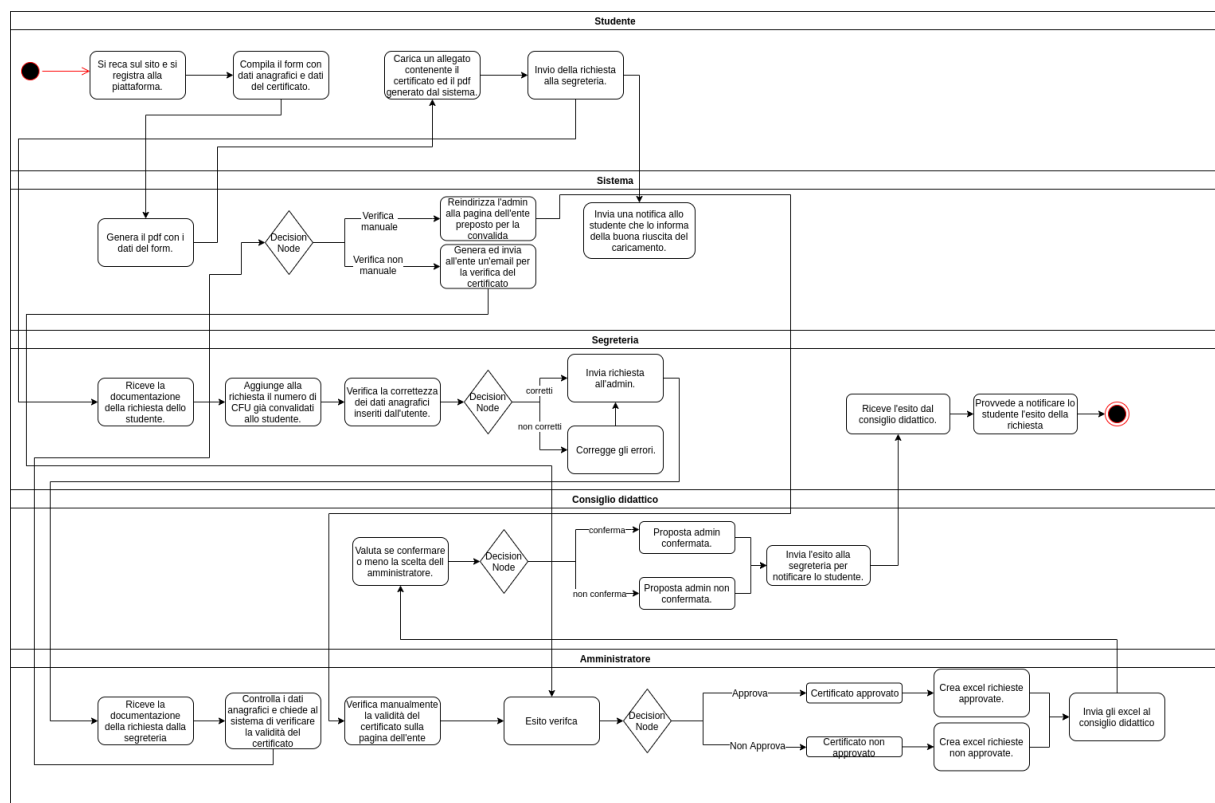 Studente
Si reca sul sito e si
registra alla
piattaforma.
Compila il form con
dati anagrafici e dati
del certificato.
Carica un allegato
contenente il
certificato ed il pdf
generato dal sistema.
Invio della richiesta
alla segreteria.
Sistema
Genera il pdf con i
dati del form.
Decision
Node
Verifica
manuale
Verifica non
manuale
Reindirizza l'admin
alla pagina dell'ente
preposto per la
convalida
Genera ed invia
all'ente un'email per
la verifica del
certificato
Invia una notifica allo
studente che lo informa
della buona riuscita del
caricamento.
Segreteria
Riceve la
documentazione
della richiesta dello
studente.
Aggiunge alla
richiesta il numero di
CFU già convalidati
allo studente.
Verifica la correttezza
dei dati anagrafici
inseriti dall'utente.
Decision
Node
corretti
non corretti
Invia richiesta
all'admin.
Corregge gli errori.
Riceve l'esito dal
consiglio didattico.
Provvede a notificare lo
studente l'esito della
richiesta
Consiglio didattico
Valuta se confermare
o meno la scelta dell
amministratore.
Decision
Node
conferma
non conferma
Proposta admin
confermata.
Proposta admin non
confermata.
Invia l'esito alla
segreteria per
notificare lo studente.
Amministratore
Riceve la
documentazione
della richiesta dalla
segreteria
Controlla i dati
anagrafici e chiede al
sistema di verificare
la validità del
certificato
Verifica manualmente
la validità del
certificato sulla
pagina dell'ente
Esito verifca
Decision
Node
Approva
Non Approva
Certificato approvato
Certificato non
approvato
Crea excel richieste
approvate.
Crea excel richieste
non approvate.
Invia gli excel al
consiglio didattico